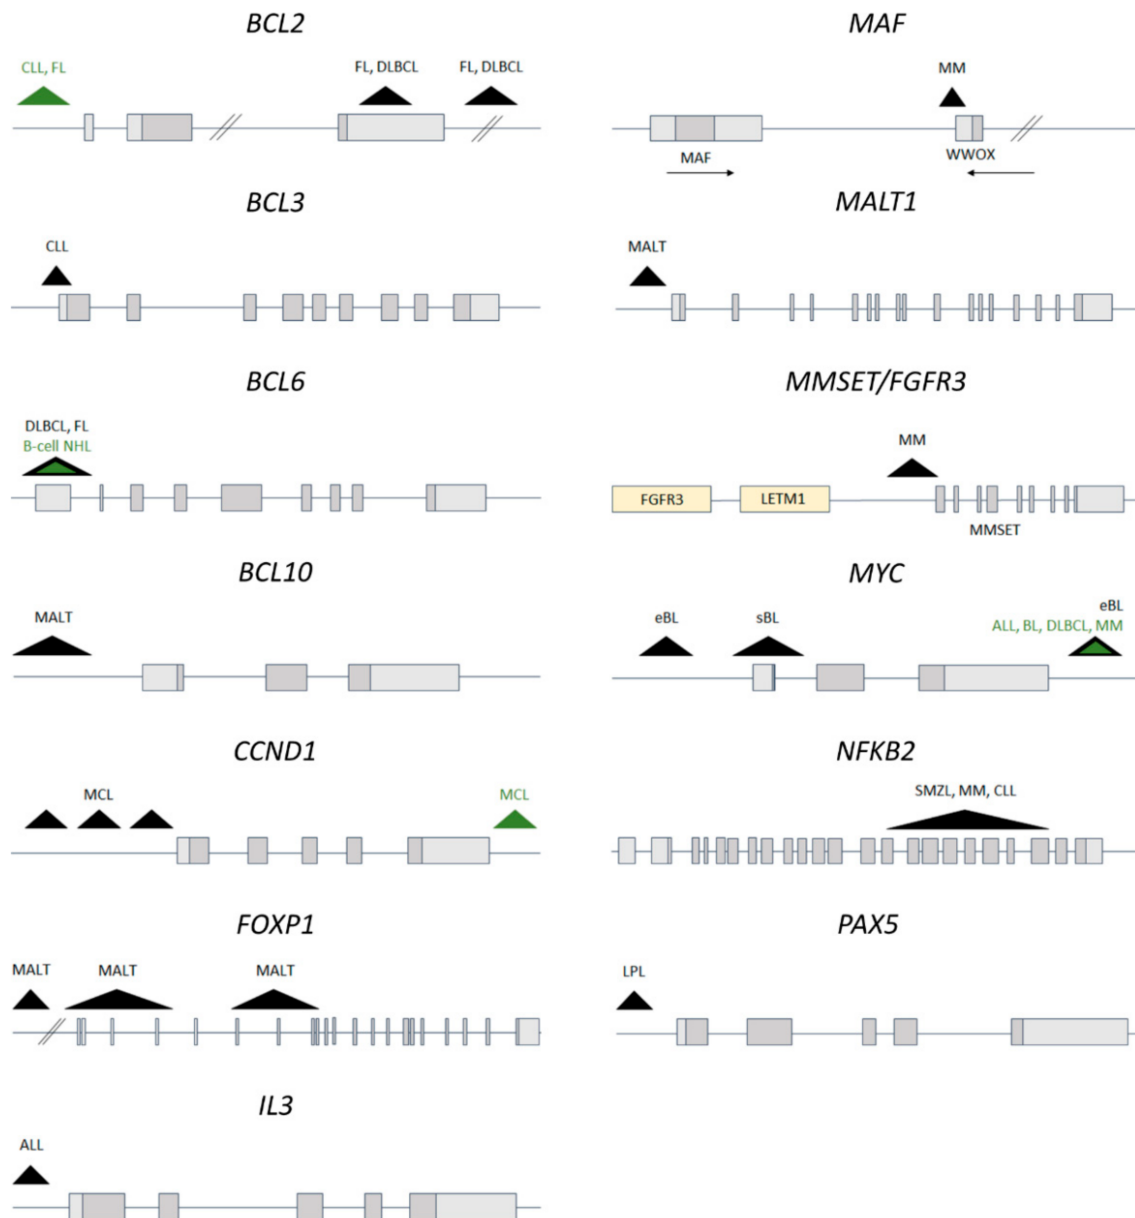 BCL2
CLL, FL
FL, DLBCL
FL, DLBCL
BCL3
CLL
BCL6
DLBCL, FL
B-cell NHL
BCL10
MALT
CCND1
MCL
MCL
FOXP1
MALT
MALT
MALT
IL3
ALL
MAF
MM
MAF
WWOX
MALT1
MALT
MMSET/FGFR3
MM
FGFR3
LETM1
MMSET
MYC
eBL
sBL
eBL
ALL, BL, DLBCL, MM
NFKB2
SMZL, MM, CLL
PAX5
LPL